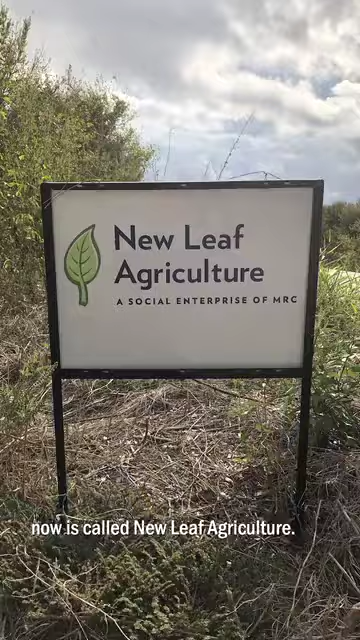 New Leaf
Agriculture
A SOCIAL ENTERPRISE OF MRC
now is called New Leaf Agriculture.